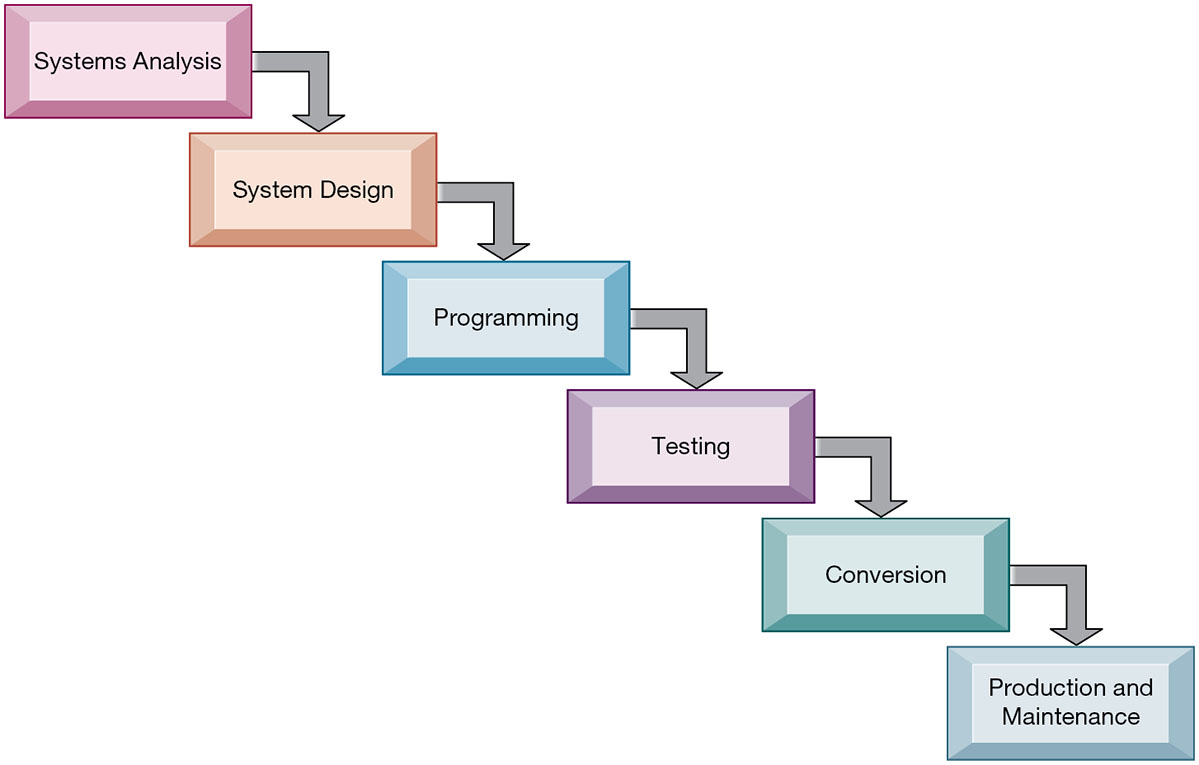 Systems Analysis
System Design
Programming
Testing
Conversion
Production and
Maintenance